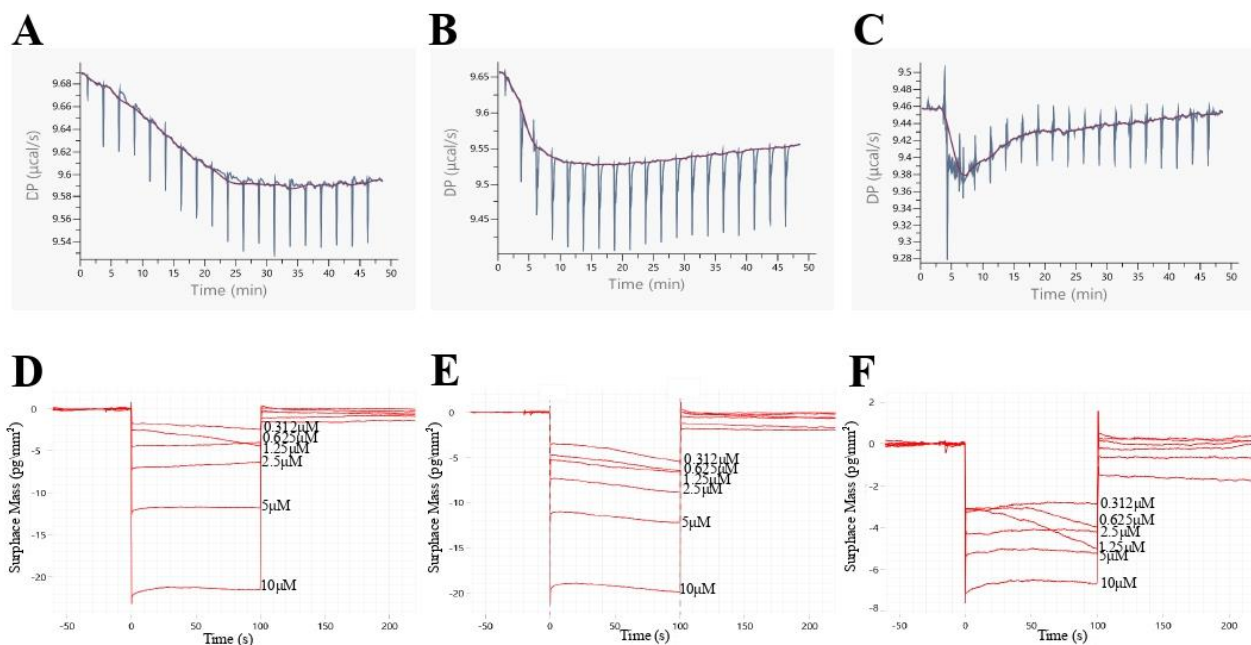 A
B
C
DP (μcal/s)
9.68
9.66
9.64
9.62
9.6
9.58
9.56
9.54
0 5 10 15 20 25 30 35 40 45 50
Time (min)
DP (μcal/s)
9.65
9.6
9.55
9.5
9.45
0 5 10 15 20 25 30 35 40 45 50
Time (min)
DP (μcal/s)
9.5
9.48
9.46
9.44
9.42
9.4
9.38
9.36
9.34
9.32
9.3
9.28
0 5 10 15 20 25 30 35 40 45 50
Time (min)
D
E
F
Surphace Mass (pg/mm²)
0
-5
-10
-15
-20
0.312μM
0.625μM
1.25μM
2.5μM
5μM
10μM
-50 0 50 100 150 200
Time (s)
Surphace Mass (pg/mm²)
0
-5
-10
-15
-20
0.312μM
0.625μM
1.25μM
2.5μM
5μM
10μM
-50 0 50 100 150 200
Time (s)
Surphace Mass (pg/mm²)
2
0
-2
-4
-6
-8
0.312μM
0.625μM
2.5μM
1.25μM
5μM
10μM
-50 0 50 100 150 200
Time (s)